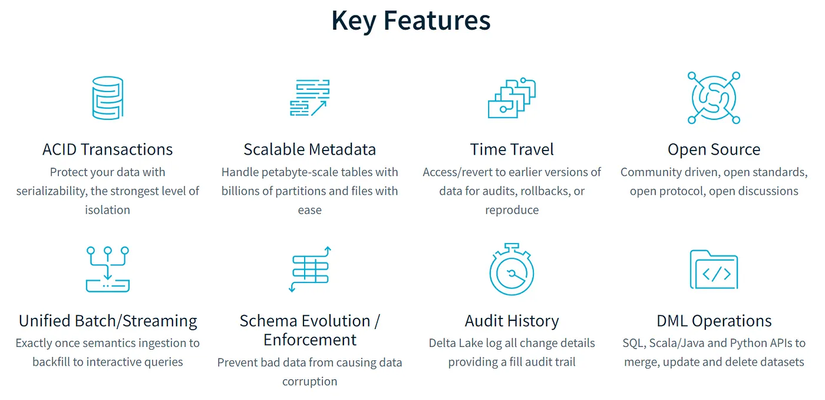 Key Features
ACID Transactions
Protect your data with
serializability, the strongest level of
isolation
Scalable Metadata
Handle petabyte-scale tables with
billions of partitions and files with
ease
Time Travel
Access/revert to earlier versions of
data for audits, rollbacks, or
reproduce
Open Source
Community driven, open standards,
open protocol, open discussions
Unified Batch/Streaming
Exactly once semantics ingestion to
backfill to interactive queries
Schema Evolution /
Enforcement
Prevent bad data from causing data
corruption
Audit History
Delta Lake log all change details
providing a fill audit trail
DML Operations
SQL, Scala/Java and Python APIs to
merge, update and delete datasets